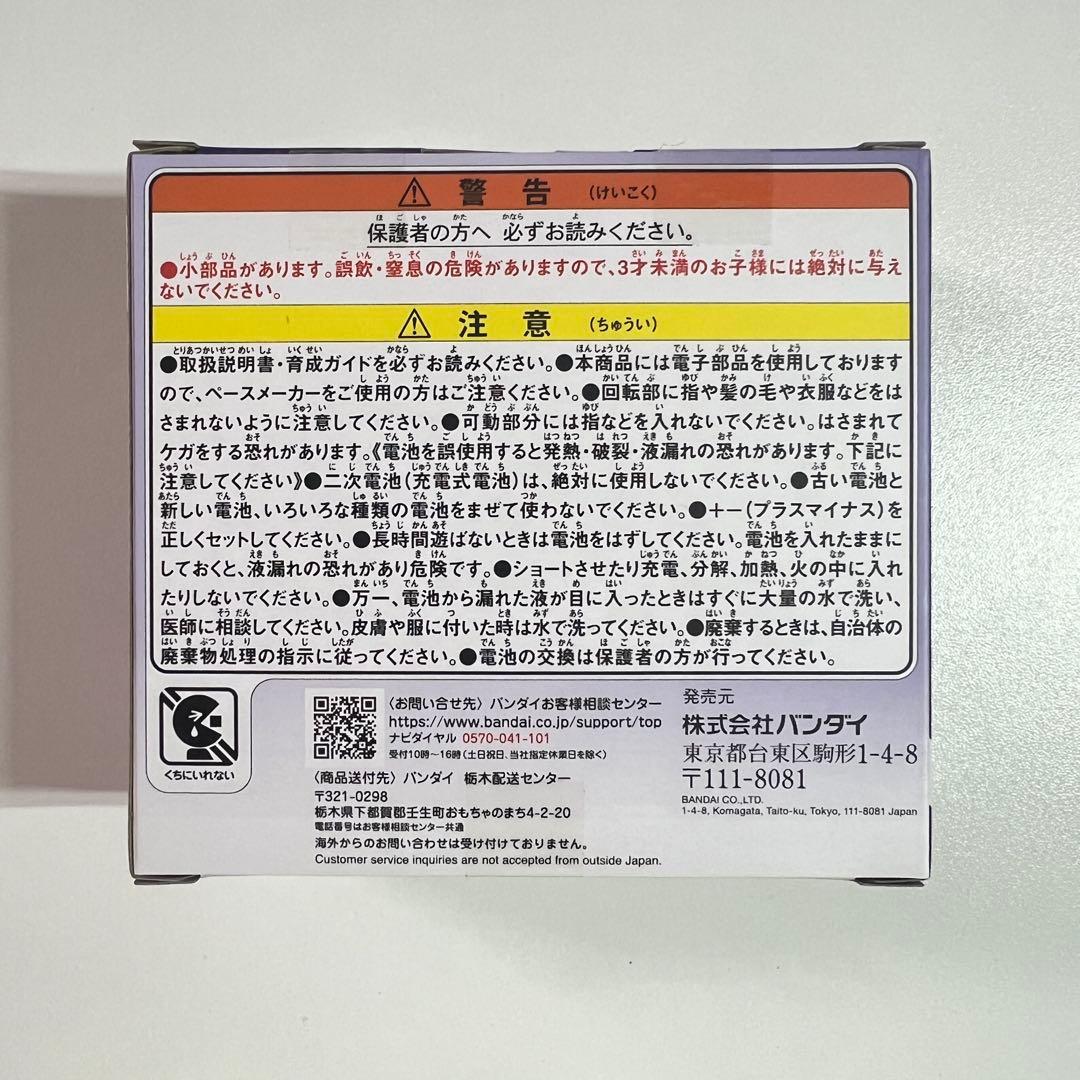 ⚠ 警告 (けいこく)
保護者の方へ 必ずお読みください。
●小部品があります。誤飲・窒息の危険がありますので、3才未満のお子様には絶対に与え
ないでください。
⚠ 注意 (ちゅうい)
●取扱説明書・育成ガイドを必ずお読みください。●本商品には電子部品を使用しております
ので、ペースメーカーをご使用の方はご注意ください。●回転部に指や髪の毛や衣服などをは
さまれないように注意してください。●可動部分には指などを入れないでください。はさまれて
ケガをする恐れがあります。《電池を誤使用すると発熱・破裂・液漏れの恐れがあります。下記に
注意してください》●二次電池(充電式電池)は、絶対に使用しないでください。●古い電池と
新しい電池、いろいろな種類の電池をまぜて使わないでください。●+−(プラスマイナス)を
正しくセットしてください。●長時間遊ばないときは電池をはずしてください。電池を入れたままに
しておくと、液漏れの恐れがあり危険です。●ショートさせたり充電、分解、加熱、火の中に入れ
たりしないでください。●万一、電池から漏れた液が目に入ったときはすぐに大量の水で洗い、
医師に相談してください。皮膚や服に付いた時は水で洗ってください。●廃棄するときは、自治体の
廃棄物処理の指示に従ってください。●電池の交換は保護者の方が行ってください。
くちにいれない
〈お問い合せ先〉バンダイお客様相談センター
https://www.bandai.co.jp/support/top
ナビダイヤル 0570-041-101
受付10時〜16時(土日祝日、当社指定休業日を除く)
〈商品送付先〉バンダイ 栃木配送センター
〒321-0298
栃木県下都賀郡壬生町おもちゃのまち4-2-20
電話番号はお客様相談センター共通
海外からのお問い合わせは受け付けておりません。
Customer service inquiries are not accepted from outside Japan.
発売元
株式会社バンダイ
東京都台東区駒形1-4-8
〒111-8081
BANDAI CO.,LTD.
1-4-8, Komagata, Taito-ku, Tokyo, 111-8081 Japan